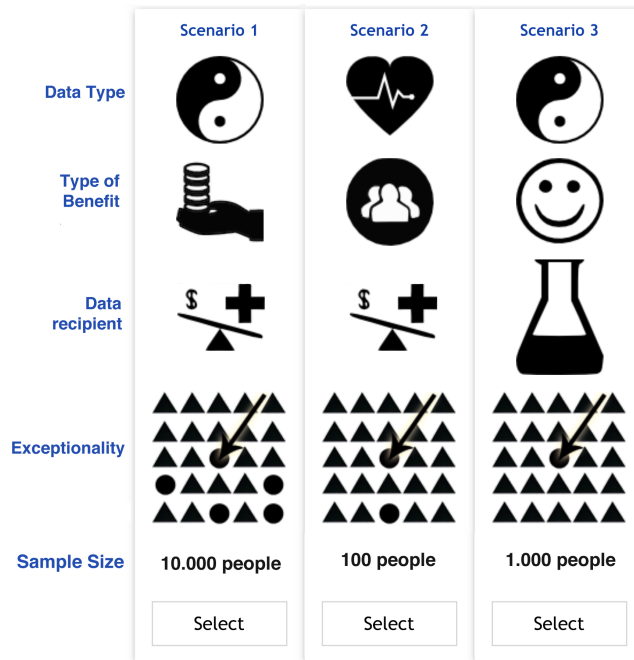 Scenario 1
Scenario 2
Scenario 3
Data Type
Type of
Benefit
Data
recipient
$
$
Exceptionality
Sample Size
10.000 people
100 people
1.000 people
Select
Select
Select